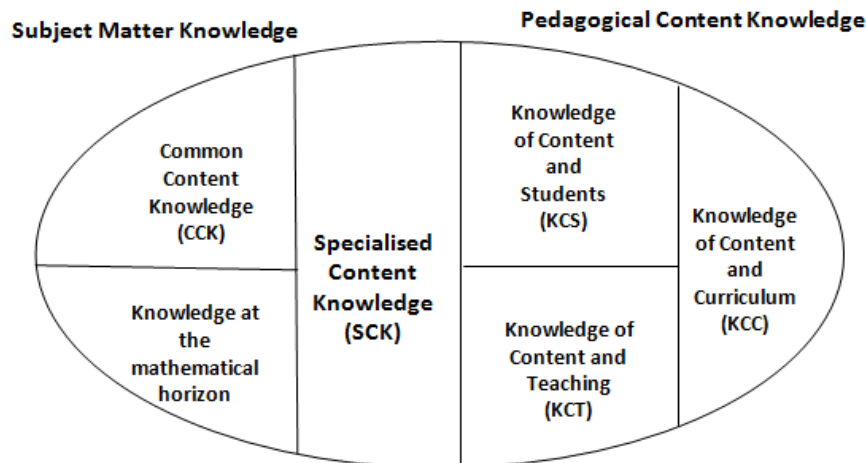 Subject Matter Knowledge
Pedagogical Content Knowledge
Common
Content
Knowledge
(CCK)
Knowledge at
the
mathematical
horizon
Specialised
Content
Knowledge
(SCK)
Knowledge
of Content
and
Students
(KCS)
Knowledge of
Content and
Teaching
(KCT)
Knowledge
of Content
and
Curriculum
(KCC)